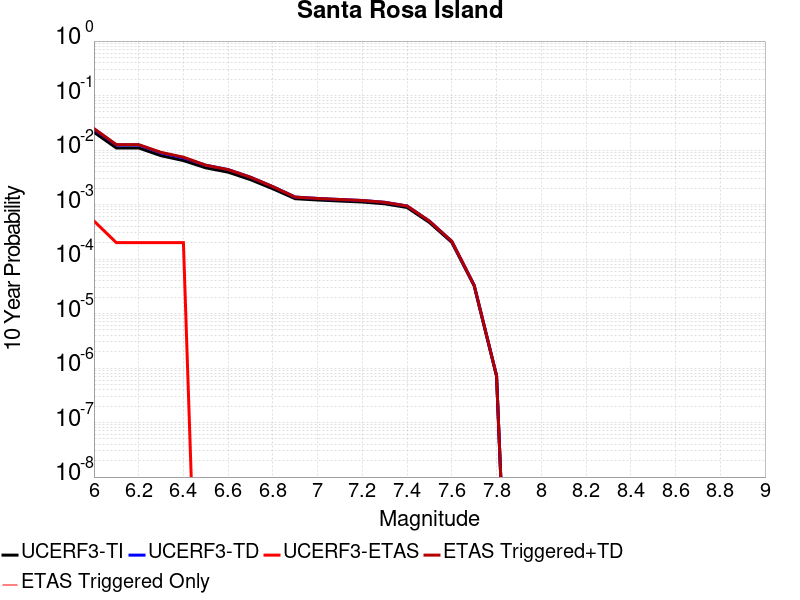 Santa Rosa Island
10^0
10^-1
10^-2
10^-3
10^-4
10^-5
10^-6
10^-7
10^-8
10 Year Probability
6 6.2 6.4 6.6 6.8 7 7.2 7.4 7.6 7.8 8 8.2 8.4 8.6 8.8 9
Magnitude
UCERF3-TI UCERF3-TD UCERF3-ETAS ETAS Triggered+TD
ETAS Triggered Only